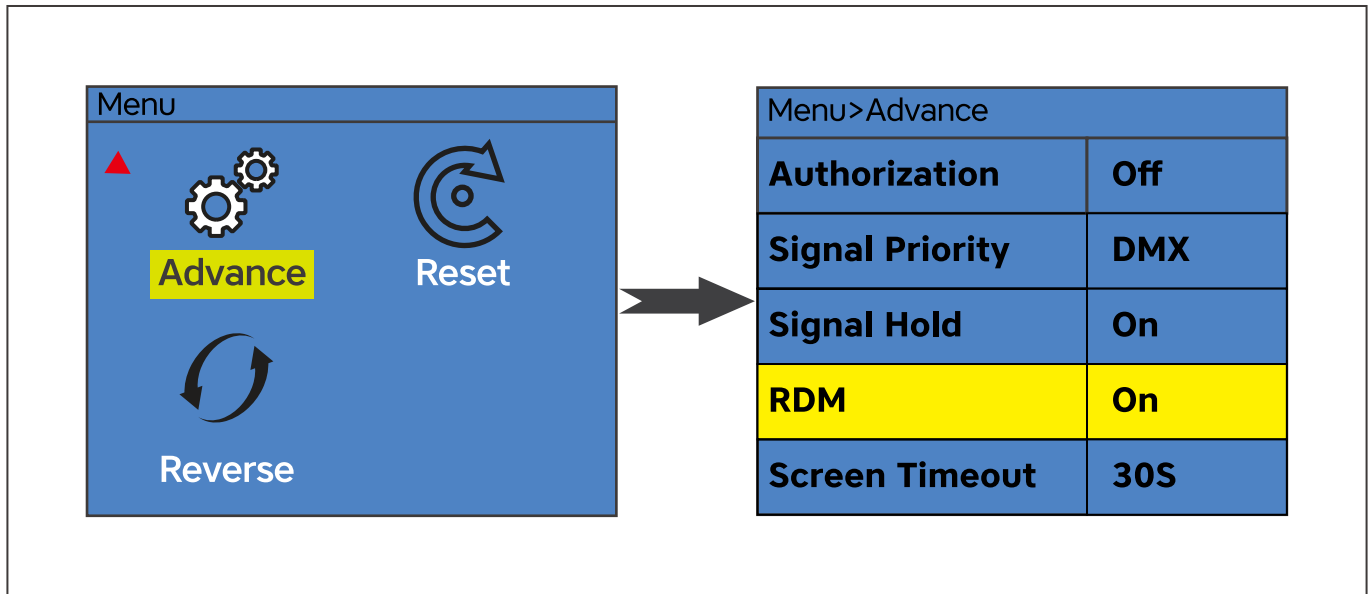 Menu
Advance
Reset
Reverse
Menu>Advance
Authorization Off
Signal Priority DMX
Signal Hold On
RDM On
Screen Timeout 30S